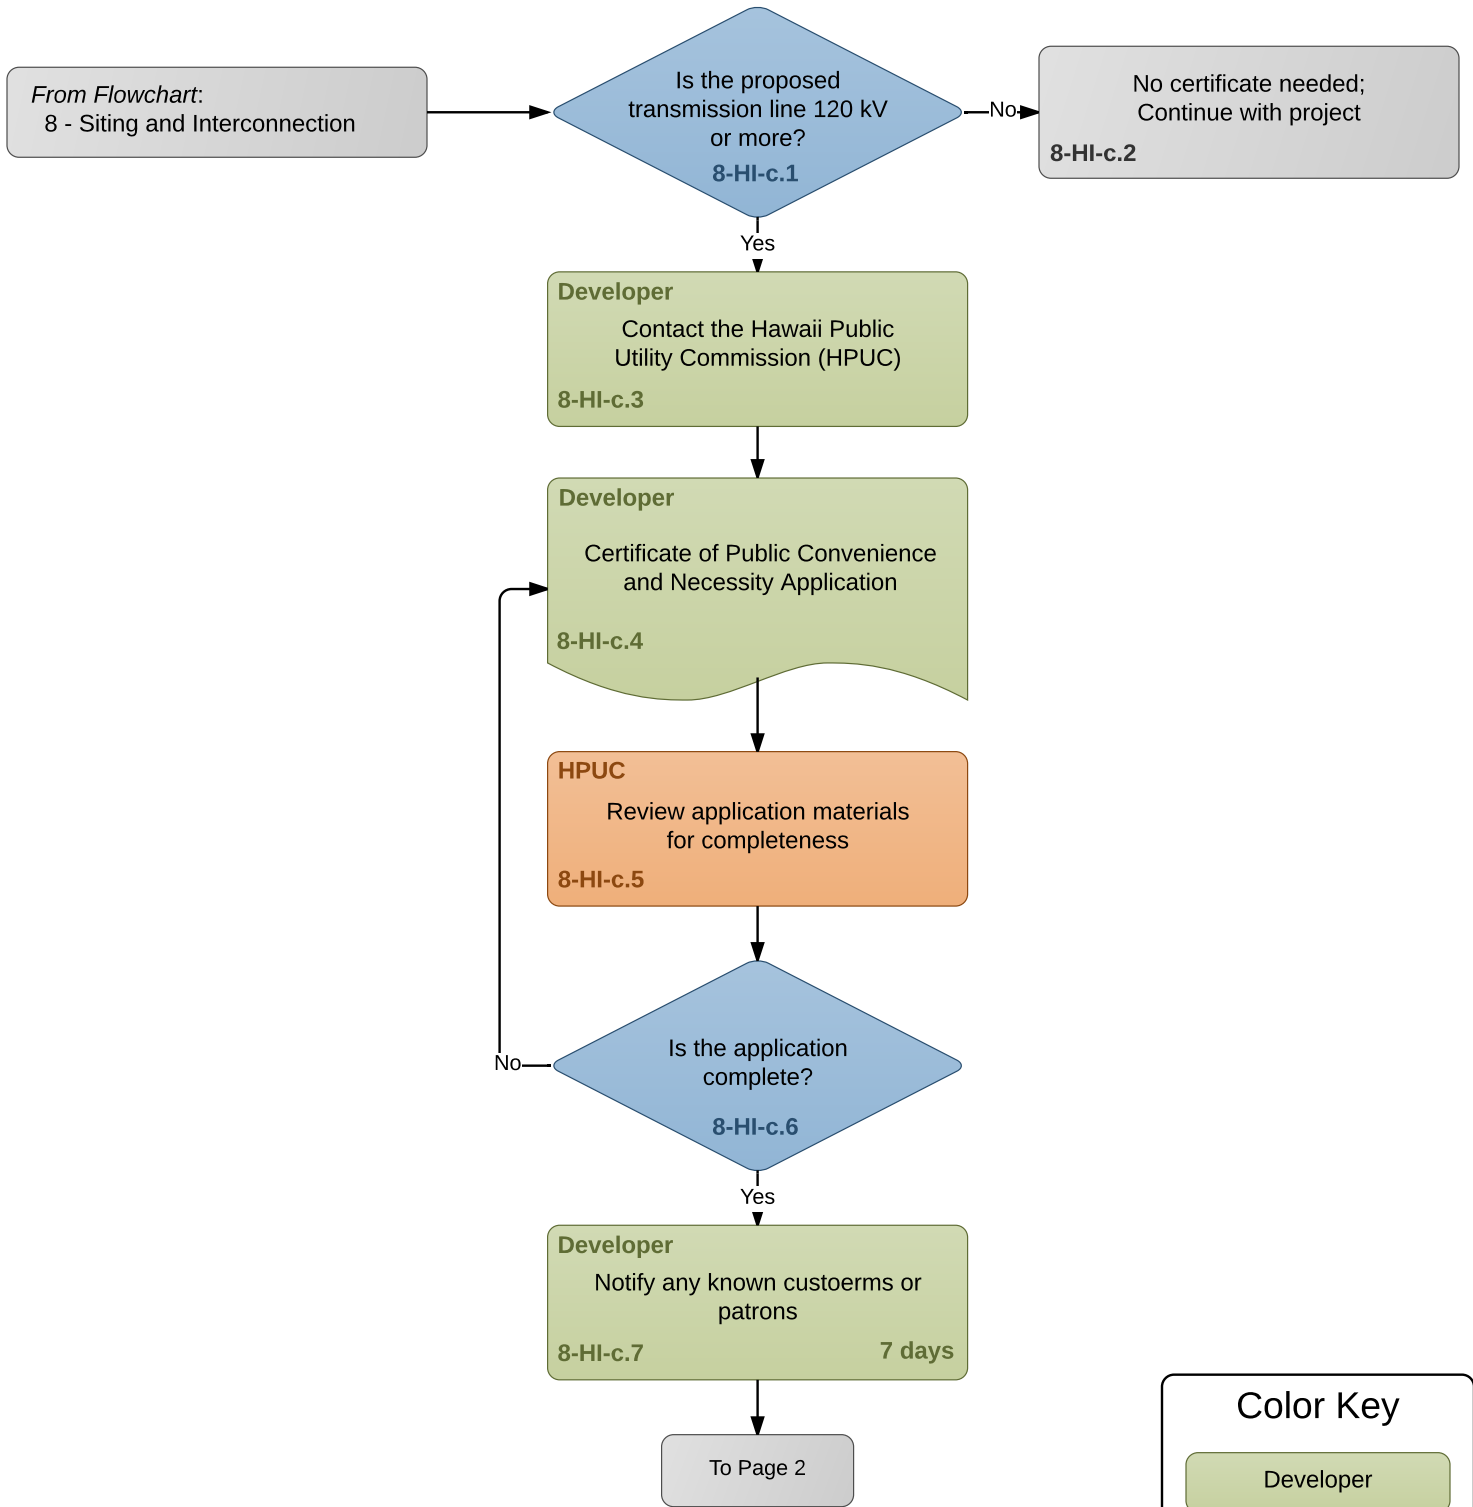 From Flowchart:
8 - Siting and Interconnection
Is the proposed
transmission line 120 kV
or more?
8-HI-c.1
No
No certificate needed;
Continue with project
8-HI-c.2
Yes
Developer
Contact the Hawaii Public
Utility Commission (HPUC)
8-HI-c.3
Developer
Certificate of Public Convenience
and Necessity Application
8-HI-c.4
HPUC
Review application materials
for completeness
8-HI-c.5
Is the application
complete?
8-HI-c.6
No
Yes
Developer
Notify any known custoerms or
patrons
8-HI-c.7
7 days
To Page 2
Color Key
Developer